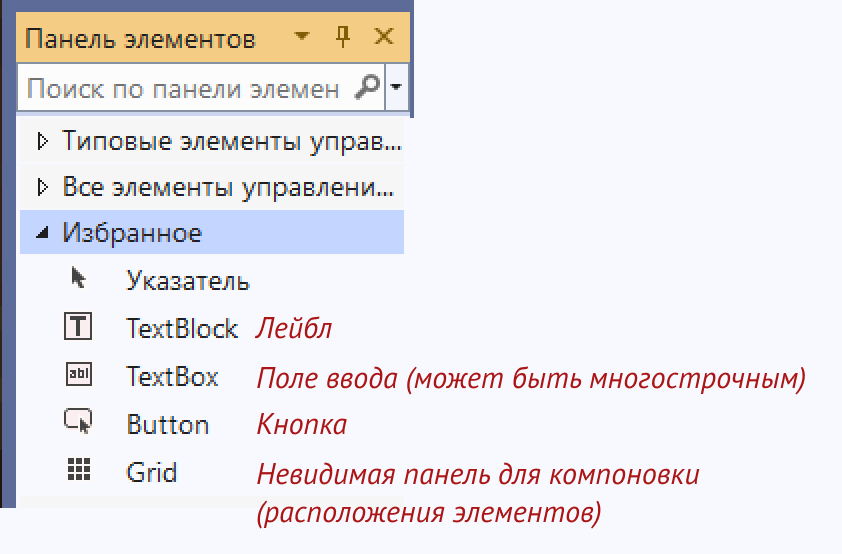 Панель элементов
Поиск по панели элемен
Типовые элементы управ...
Все элементы управлени...
Избранное
Указатель
TextBlock Лейбл
TextBox Поле ввода (может быть многострочным)
Button Кнопка
Grid Невидимая панель для компоновки
(расположения элементов)